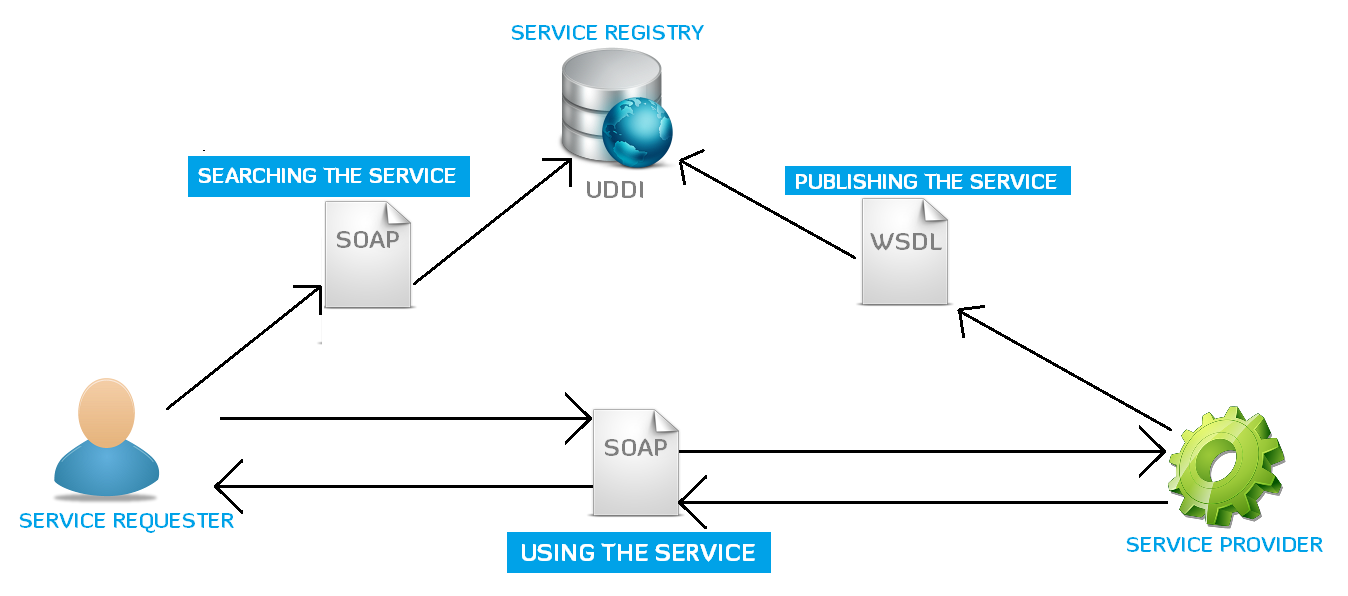 SERVICE REGISTRY
SEARCHING THE SERVICE
UDDI
PUBLISHING THE SERVICE
SOAP
WSDL
SOAP
SERVICE REQUESTER
USING THE SERVICE
SERVICE PROVIDER